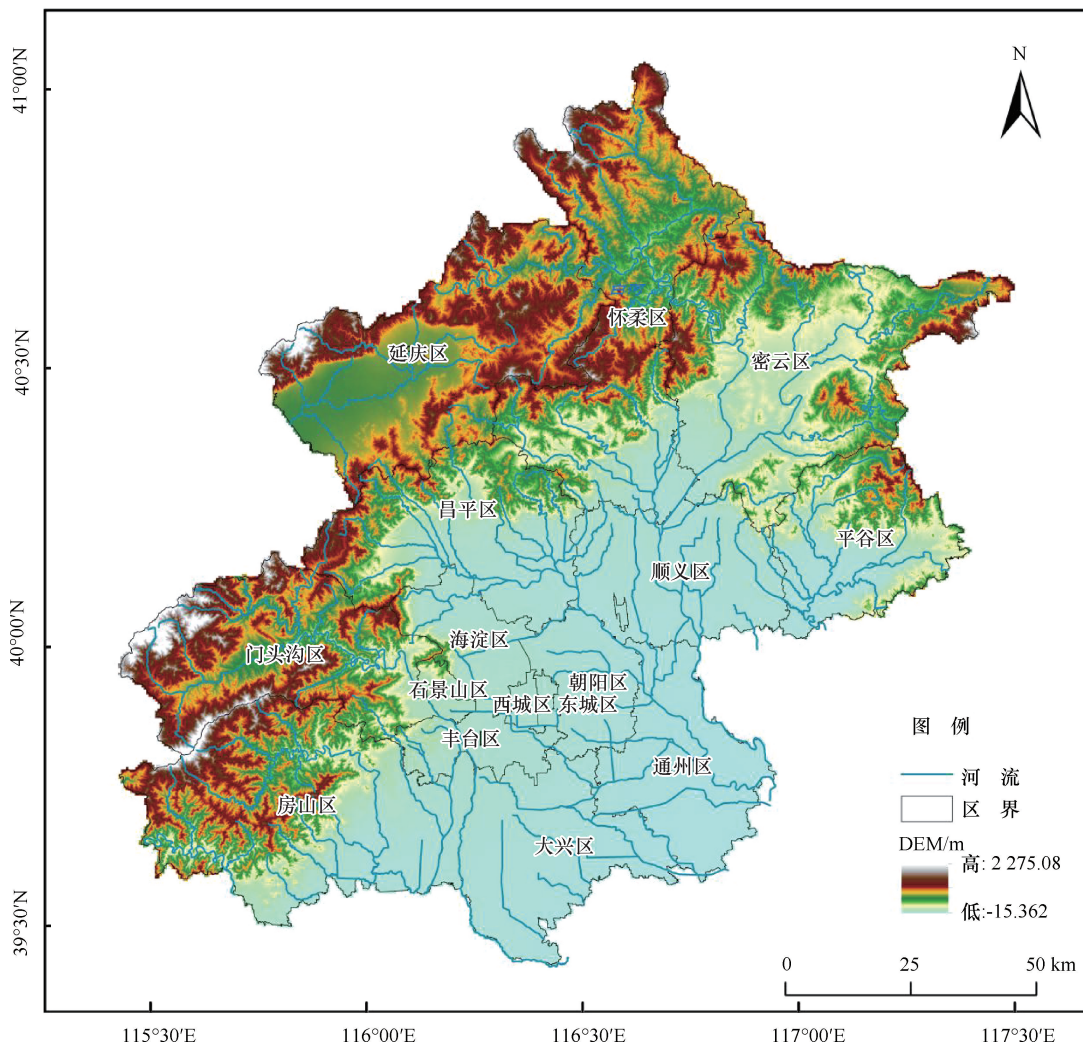 N
41°00′N
40°30′N
40°00′N
39°30′N
怀柔区
延庆区
密云区
昌平区
平谷区
顺义区
海淀区
门头沟区
石景山区
朝阳区
西城区
东城区
丰台区
通州区
房山区
大兴区
图 例
河 流
区 界
DEM/m
高: 2 275.08
低:-15.362
0 25 50 km
115°30′E 116°00′E 116°30′E 117°00′E 117°30′E